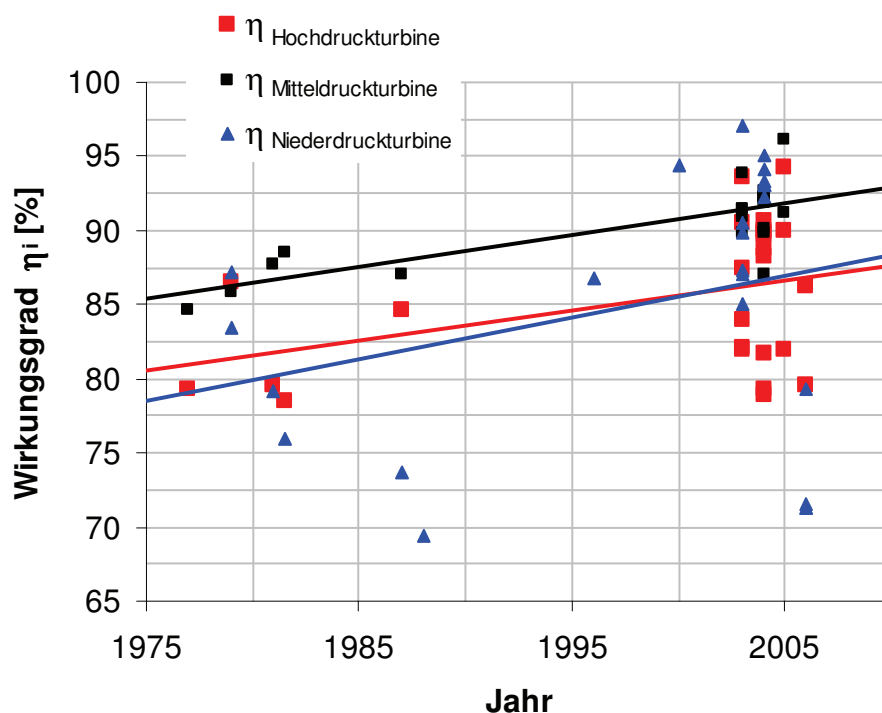 η Hochdruckturbine
η Mitteldruckturbine
η Niederdruckturbine
Wirkungsgrad ηi [%]
100
95
90
85
80
75
70
65
1975 1985 1995 2005
Jahr